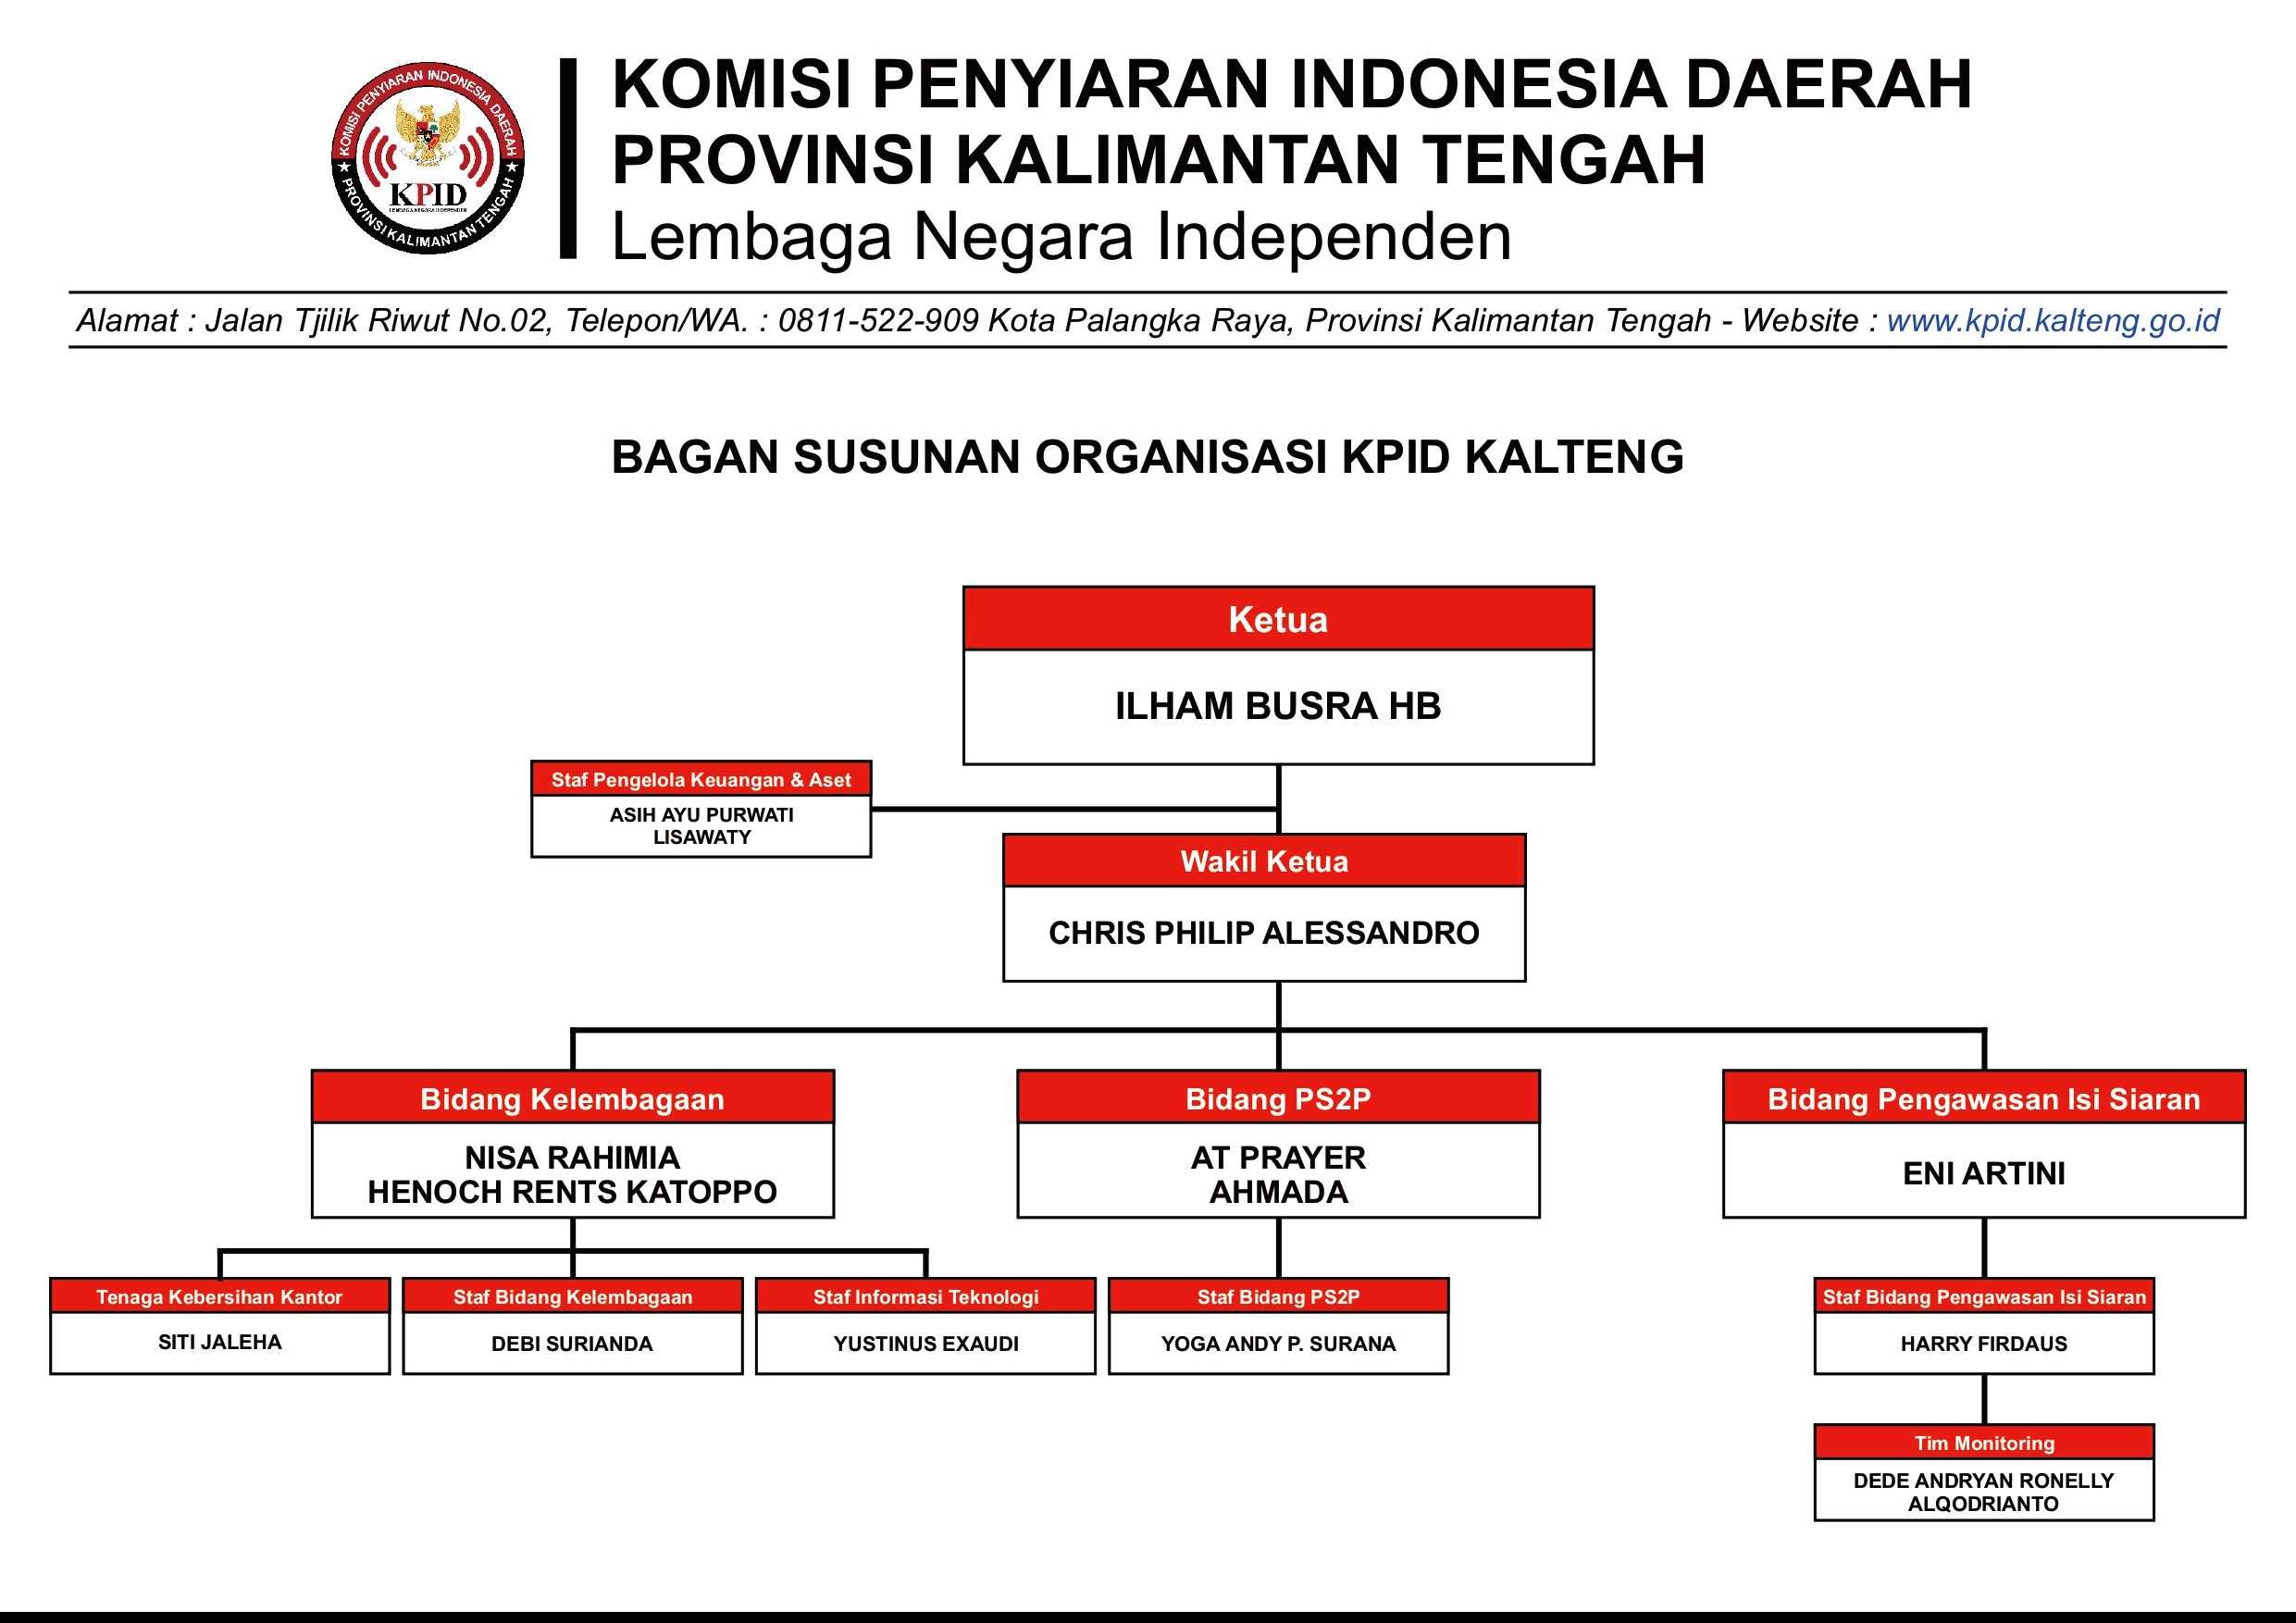 KOMISI PENYIARAN INDONESIA DAERAH
PROVINSI KALIMANTAN TENGAH
KPID
LEMBAGA NEGARA INDEPENDEN
KOMISI PENYIARAN INDONESIA DAERAH
PROVINSI KALIMANTAN TENGAH
Lembaga Negara Independen
Alamat : Jalan Tjilik Riwut No.02, Telepon/WA. : 0811-522-909 Kota Palangka Raya, Provinsi Kalimantan Tengah - Website : www.kpid.kalteng.go.id
BAGAN SUSUNAN ORGANISASI KPID KALTENG
Ketua
ILHAM BUSRA HB
Staf Pengelola Keuangan & Aset
ASIH AYU PURWATI
LISAWATY
Wakil Ketua
CHRIS PHILIP ALESSANDRO
Bidang Kelembagaan
NISA RAHIMIA
HENOCH RENTS KATOPPO
Bidang PS2P
AT PRAYER
AHMADA
Bidang Pengawasan Isi Siaran
ENI ARTINI
Tenaga Kebersihan Kantor
SITI JALEHA
Staf Bidang Kelembagaan
DEBI SURIANDA
Staf Informasi Teknologi
YUSTINUS EXAUDI
Staf Bidang PS2P
YOGA ANDY P. SURANA
Staf Bidang Pengawasan Isi Siaran
HARRY FIRDAUS
Tim Monitoring
DEDE ANDRYAN RONELLY
ALQODRIANTO